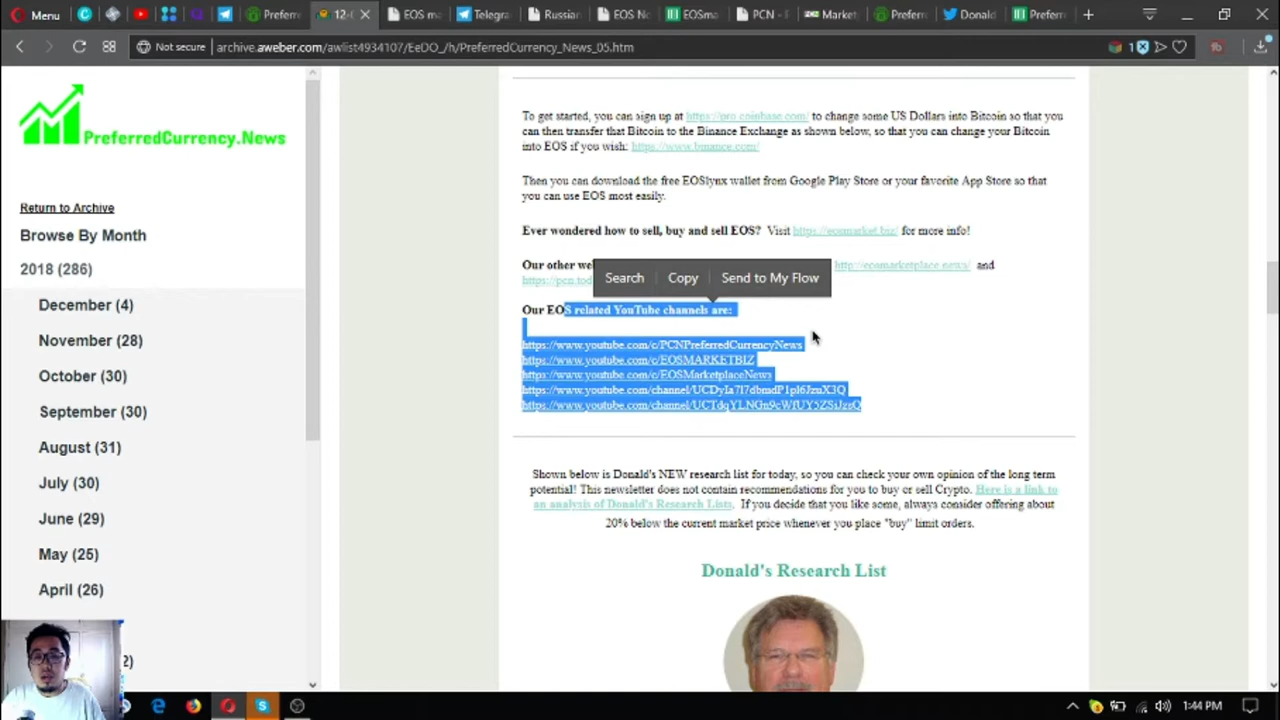 Menu
Preferr
12-0
EOS ma
Telegra
Russian
EOS No
EOSma
PCN - P
Market
Preferr
Donald
Preferr
Not secure
archive.aweber.com/awlist4934107/EeDO_/h/PreferredCurrency_News_05.htm
1
PreferredCurrency.News
Return to Archive
Browse By Month
2018 (286)
December (4)
November (28)
October (30)
September (30)
August (31)
July (30)
June (29)
May (25)
April (26)
2)
To get started, you can sign up at https://pro.coinbase.com/ to change some US Dollars into Bitcoin so that you
can then transfer that Bitcoin to the Binance Exchange as shown below, so that you can change your Bitcoin
into EOS if you wish: https://www.binance.com/
Then you can download the free EOSlynx wallet from Google Play Store or your favorite App Store so that
you can use EOS most easily.
Ever wondered how to sell, buy and sell EOS? Visit https://eosmarket.biz/ for more info!
Our other we http://eosmarketplace.news/ and
https://pcn.tod
Search Copy Send to My Flow
Our EOS related YouTube channels are:
https://www.youtube.com/c/PCNPreferredCurrencyNews
https://www.youtube.com/c/EOSMARKETBIZ
https://www.youtube.com/c/EOSMarketplaceNews
Shown below is Donald's NEW research list for today, so you can check your own opinion of the long term
potential! This newsletter does not contain recommendations for you to buy or sell Crypto. Here is a link to
an analysis of Donald's Research Lists. If you decide that you like some, always consider offering about
20% below the current market price whenever you place "buy" limit orders.
Donald's Research List
1:44 PM